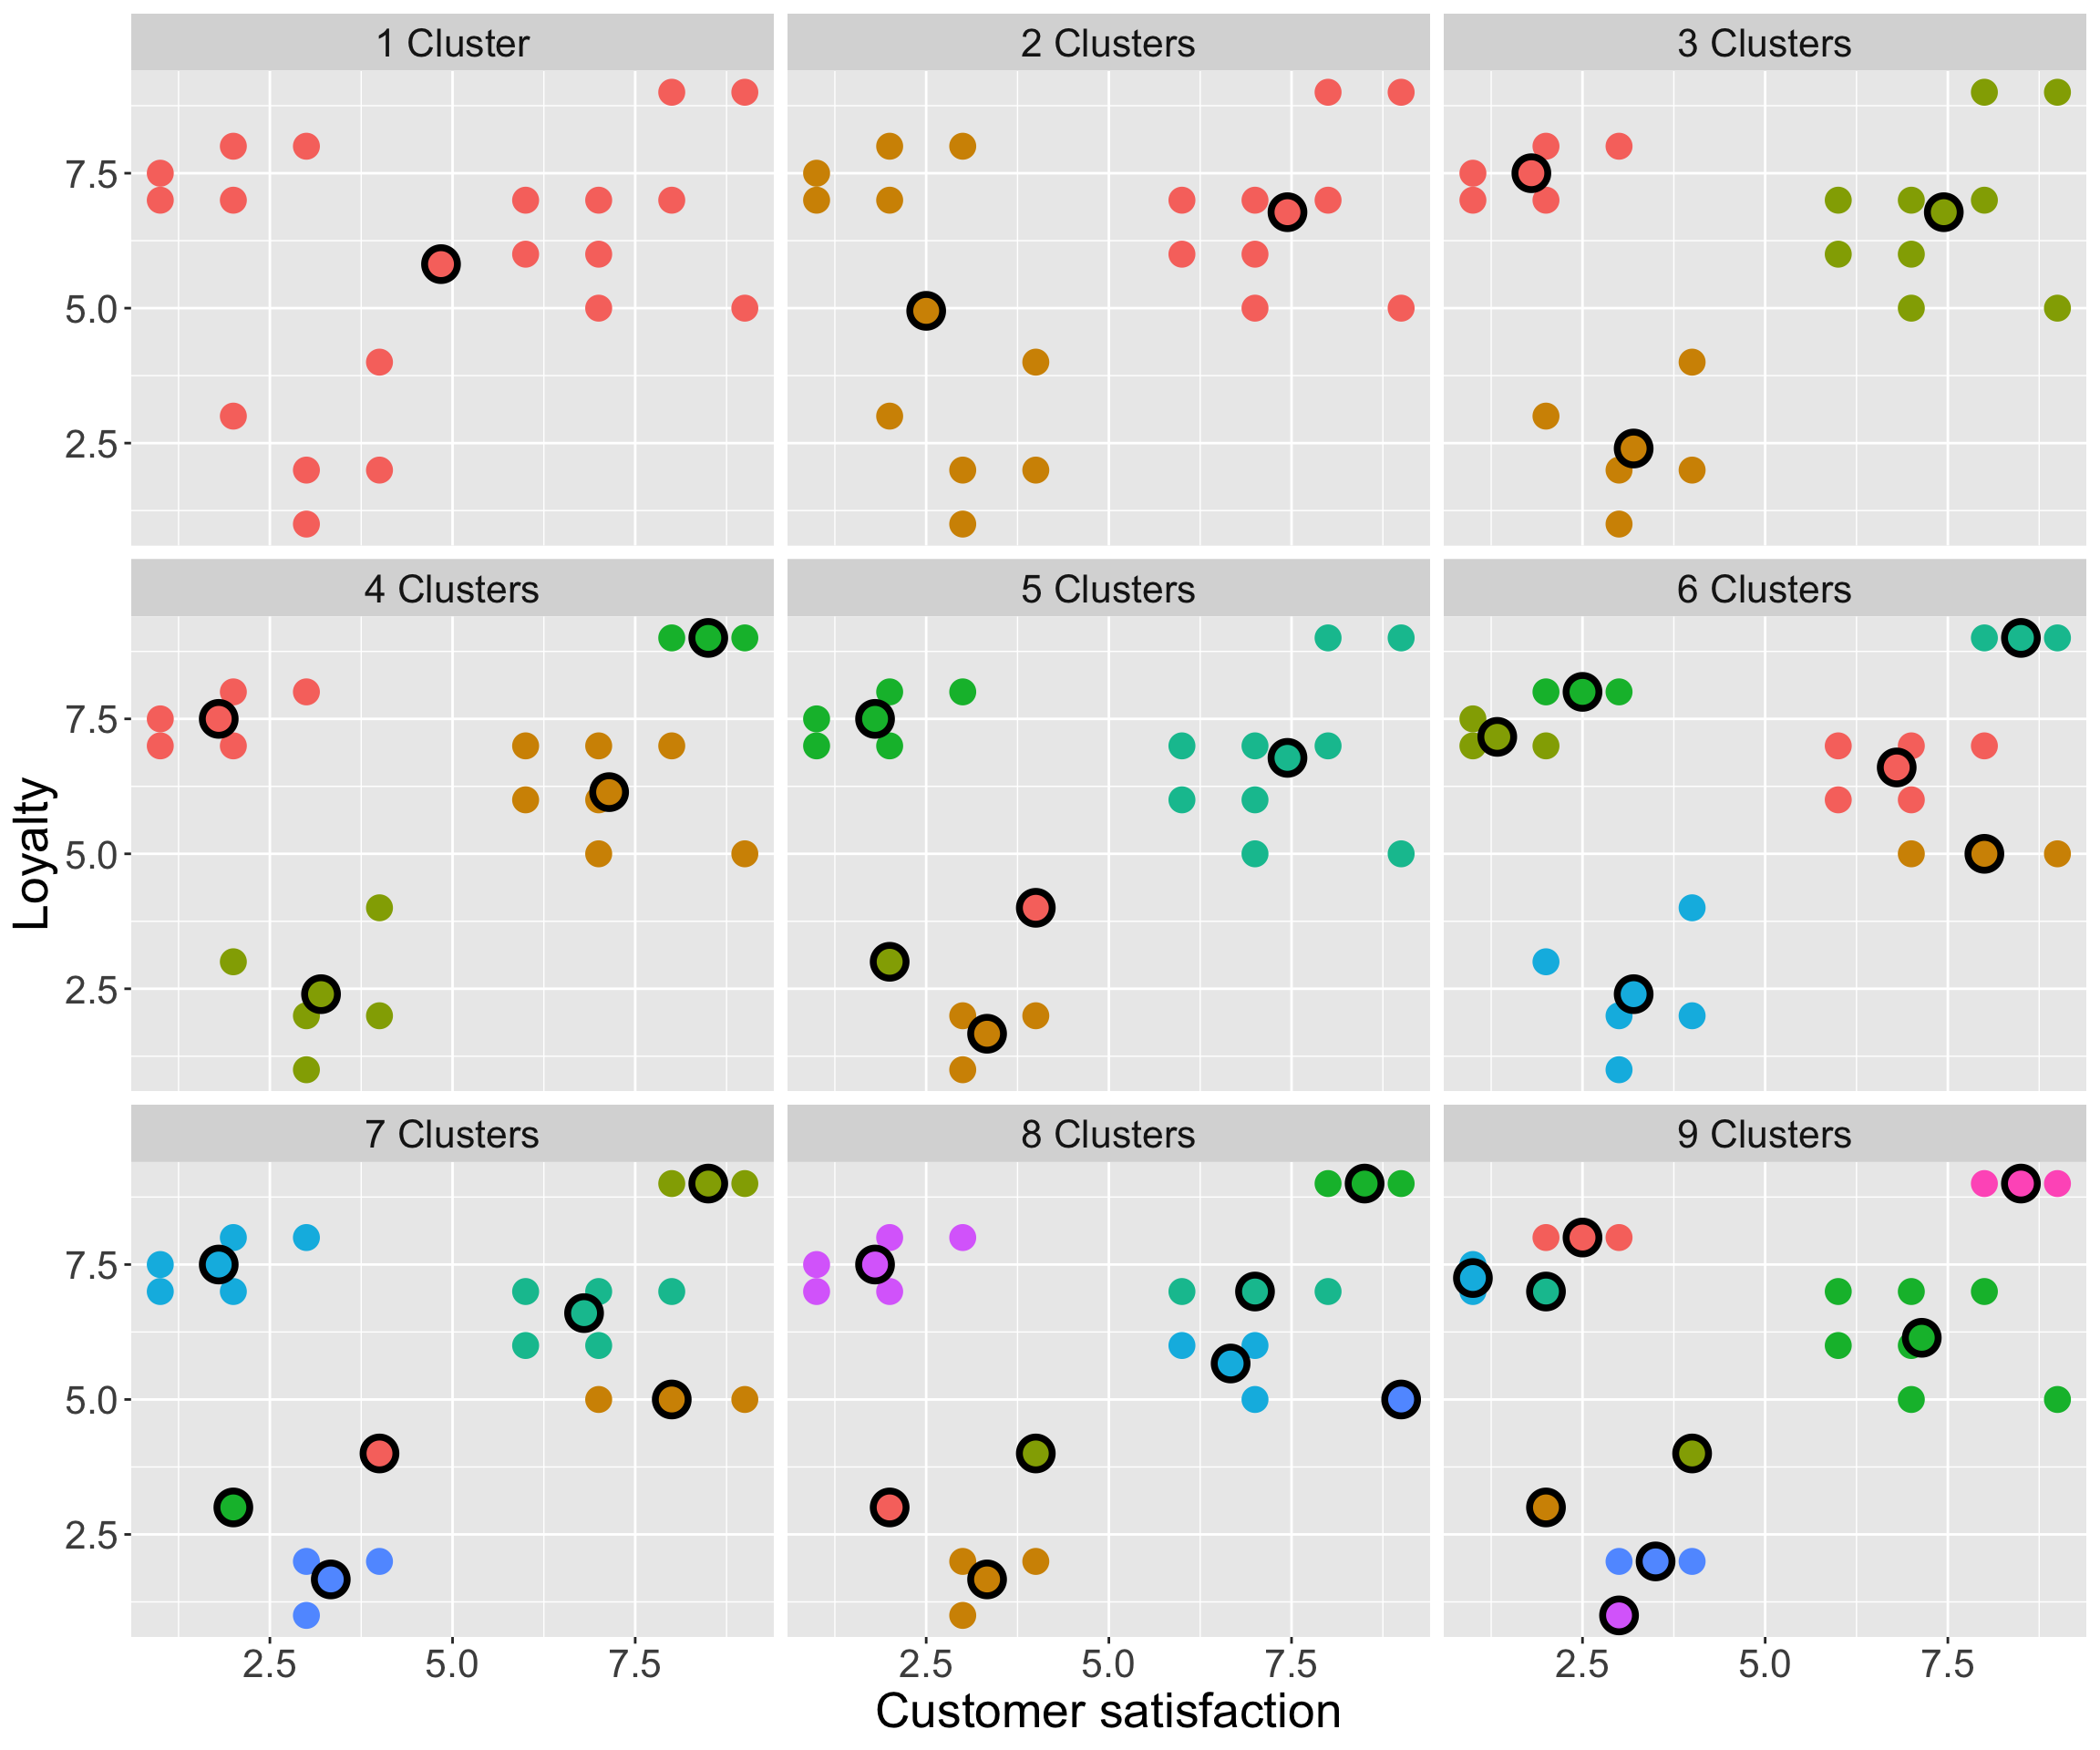 1 Cluster
2 Clusters
3 Clusters
7.5
5.0
2.5
4 Clusters
5 Clusters
6 Clusters
7.5
5.0
2.5
Loyalty
7 Clusters
8 Clusters
9 Clusters
7.5
5.0
2.5
2.5 5.0 7.5
2.5 5.0 7.5
2.5 5.0 7.5
Customer satisfaction